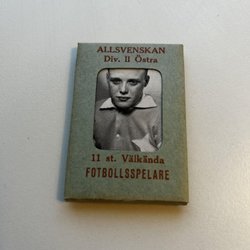 ALLSVENSKAN
Div. II Östra
11 st. Välkända
FOTBOLLSSPELARE